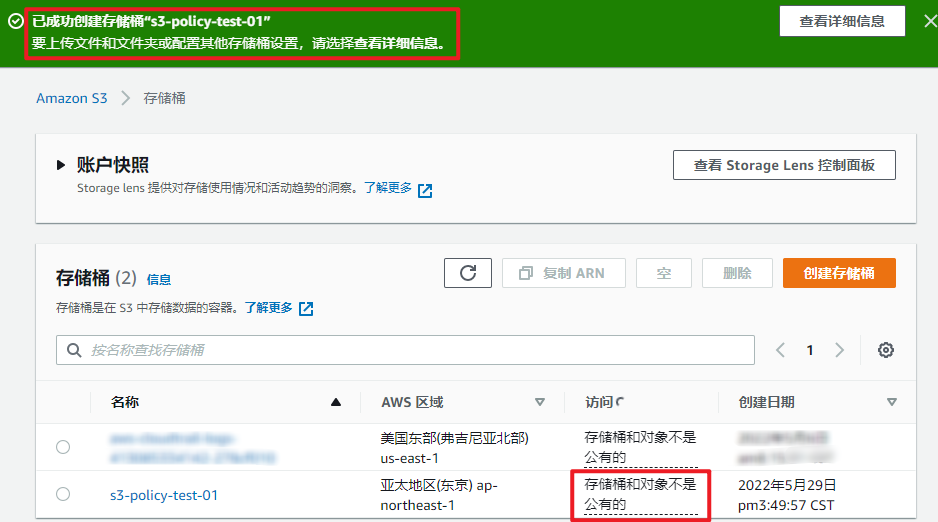 已成功创建存储桶“s3-policy-test-01”
要上传文件和文件夹或配置其他存储桶设置，请选择查看详细信息。
查看详细信息
Amazon S3
存储桶
账户快照
Storage lens 提供对存储使用情况和活动趋势的洞察。了解更多
查看 Storage Lens 控制面板
存储桶 (2) 信息
复制 ARN
空
删除
创建存储桶
存储桶是在 S3 中存储数据的容器。了解更多
按名称查找存储桶
1
名称
AWS 区域
访问
创建日期
美国东部(弗吉尼亚北部)
us-east-1
存储桶和对象不是
公有的
s3-policy-test-01
亚太地区(东京) ap-
northeast-1
存储桶和对象不是
公有的
2022年5月29日
pm3:49:57 CST